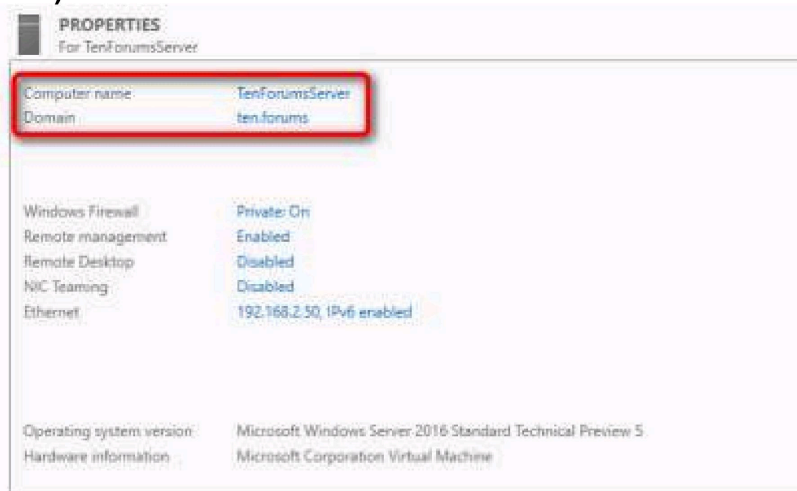 PROPERTIES
For TenForumsServer
Computer name TenForumsServer
Domain ten.forums
Windows Firewall Private: On
Remote management Enabled
Remote Desktop Disabled
NIC Teaming Disabled
Ethernet 192.168.2.50, IPv6 enabled
Operating system version Microsoft Windows Server 2016 Standard Technical Preview 5
Hardware information Microsoft Corporation Virtual Machine